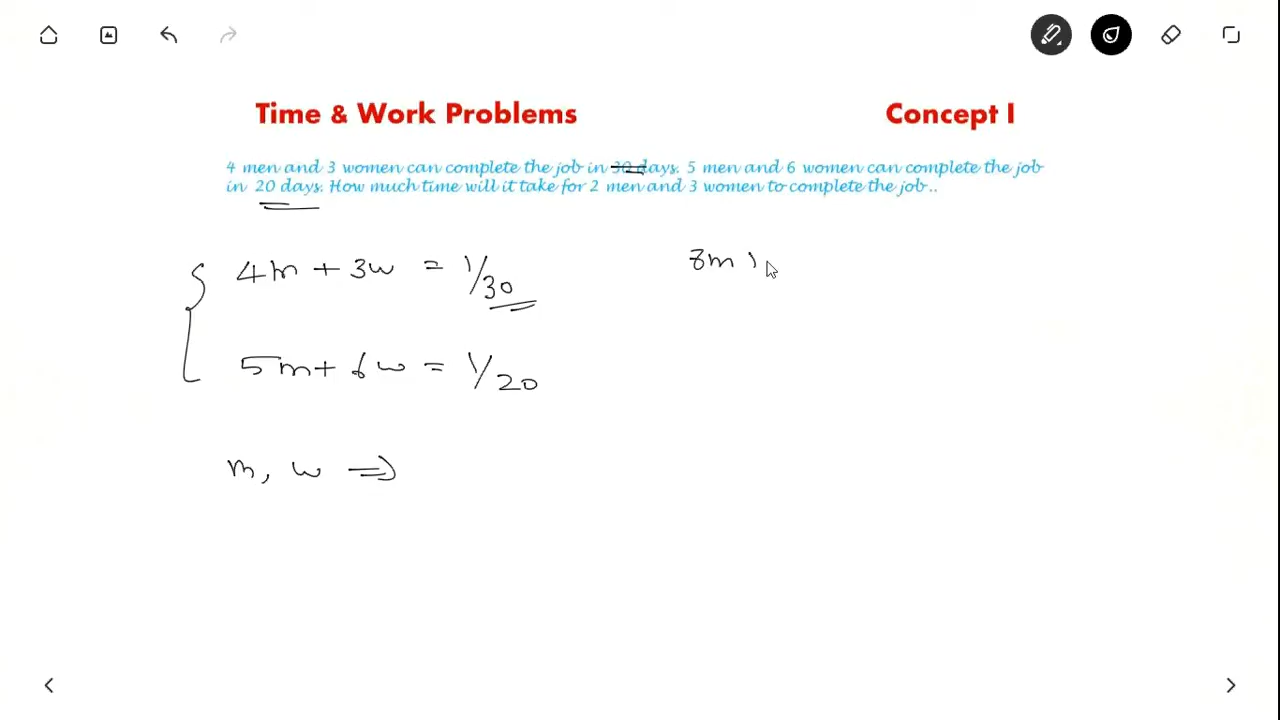 Time & Work Problems Concept I
4 men and 3 women can complete the job in 30 days. 5 men and 6 women can complete the job
in 20 days. How much time will it take for 2 men and 3 women to complete the job..
4m + 3w = 1/30
8m
5m + 6w = 1/20
m, w ⇒